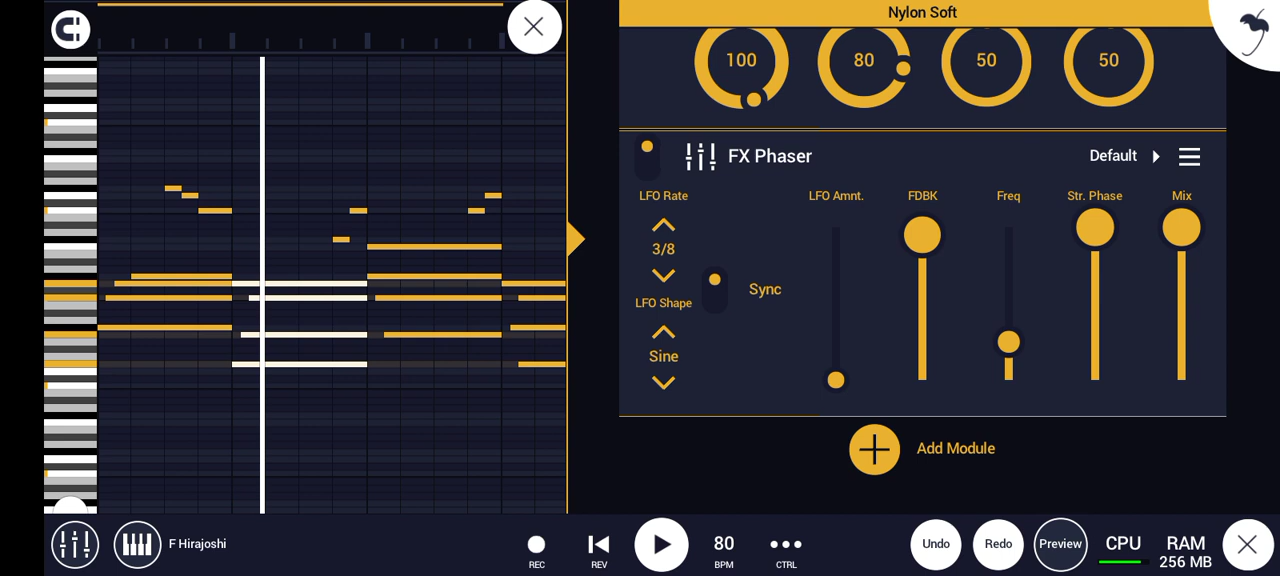 Nylon Soft
100 80 50 50
FX Phaser Default
LFO Rate LFO Amnt. FDBK Freq Str. Phase Mix
3/8
Sync
LFO Shape
Sine
Add Module
F Hirajoshi
REC
REV
80
BPM
CTRL
Undo
Redo
Preview
CPU
RAM
256 MB